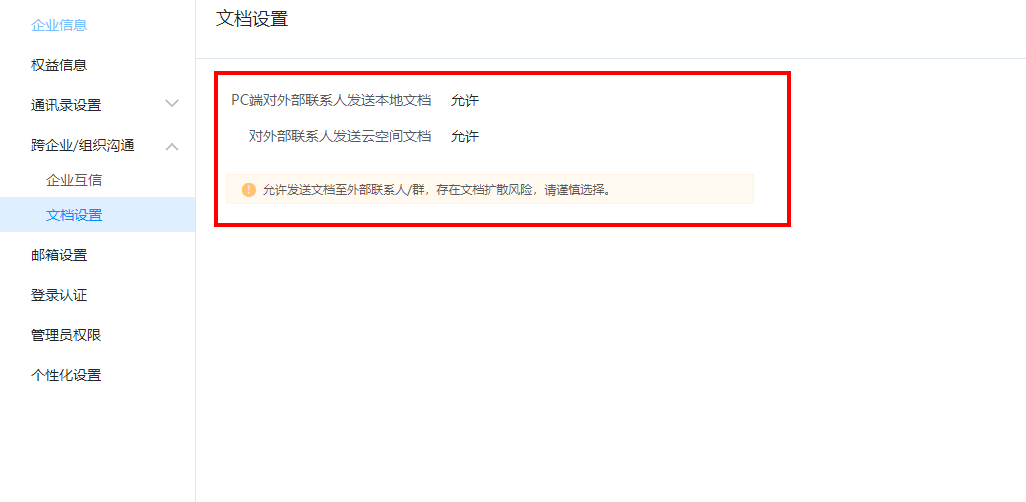 企业信息
权益信息
通讯录设置
跨企业/组织沟通
企业互信
文档设置
邮箱设置
登录认证
管理员权限
个性化设置
文档设置
PC端对外部联系人发送本地文档 允许
对外部联系人发送云空间文档 允许
允许发送文档至外部联系人/群，存在文档扩散风险，请谨慎选择。